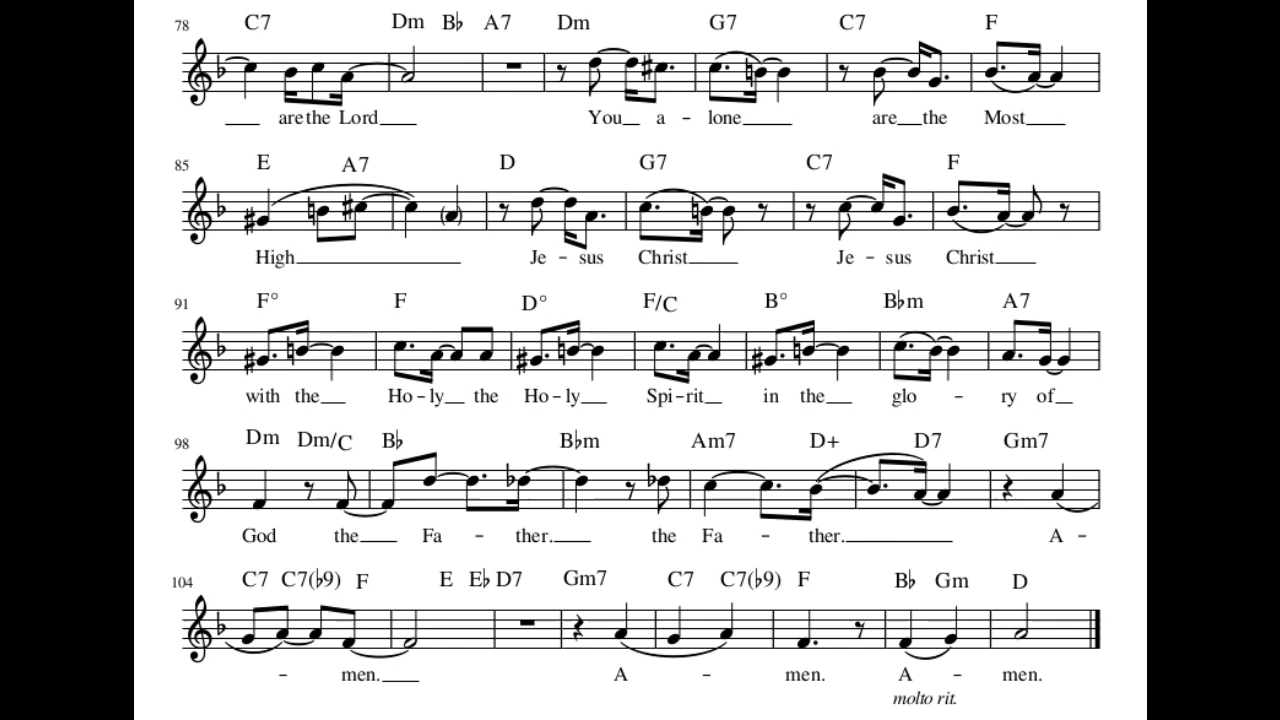 78 C7 Dm B♭ A7 Dm G7 C7 F
are the Lord You a - lone are the Most
85 E A7 D G7 C7 F
High Je - sus Christ Je - sus Christ
91 F° F D° F/C B° B♭m A7
with the Ho - ly the Ho - ly Spi - rit in the glo - ry of
98 Dm Dm/C B♭ B♭m Am7 D+ D7 Gm7
God the Fa - ther. the Fa - ther. A -
104 C7 C7(♭9) F E E♭ D7 Gm7 C7 C7(♭9) F B♭ Gm D
- men. A - men. A - men.
molto rit.